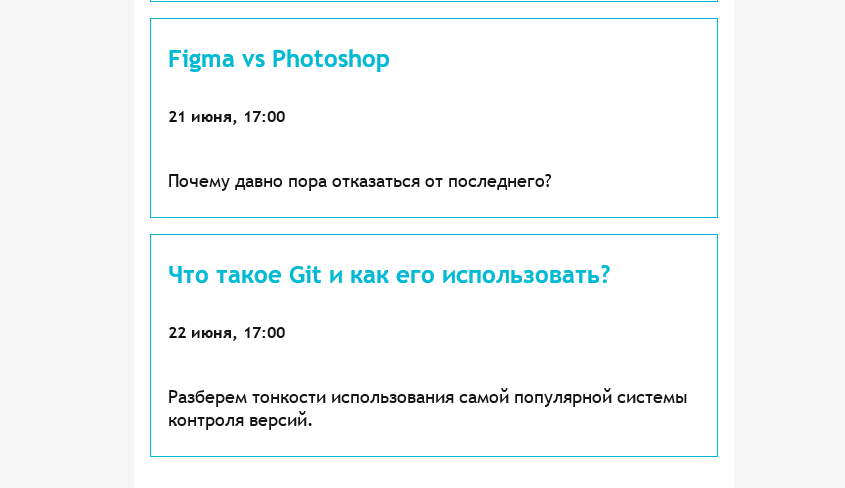 Figma vs Photoshop
21 июня, 17:00
Почему давно пора отказаться от последнего?
Что такое Git и как его использовать?
22 июня, 17:00
Разберем тонкости использования самой популярной системы
контроля версий.